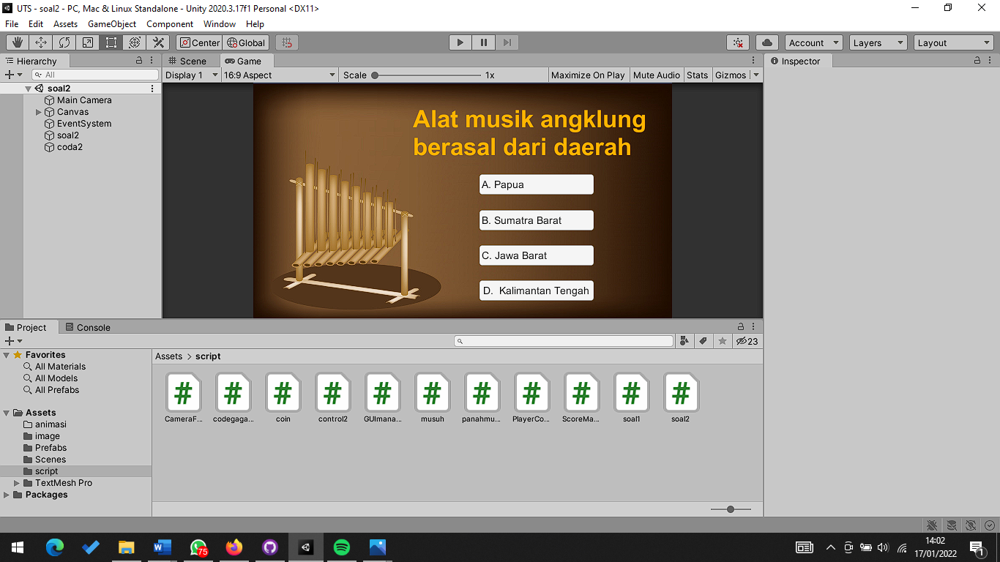 UTS - soal2 - PC, Mac & Linux Standalone - Unity 2020.3.17f1 Personal <DX11>
File Edit Assets GameObject Component Window Help
Center Global Account Layers Layout
Hierarchy
All
soal2
Main Camera
Canvas
EventSystem
soal2
coda2
Scene Game
Display 1 16:9 Aspect Scale 1x Maximize On Play Mute Audio Stats Gizmos
Alat musik angklung
berasal dari daerah
A. Papua
B. Sumatra Barat
C. Jawa Barat
D. Kalimantan Tengah
Inspector
Project Console
23
Favorites
All Materials
All Models
All Prefabs
Assets
animasi
image
Prefabs
Scenes
script
TextMesh Pro
Packages
Assets > script
CameraF... codegaga... coin control2 GUImana... musuh panahmu... PlayerCo... ScoreMa... soal1 soal2
75
14:02
17/01/2022
1